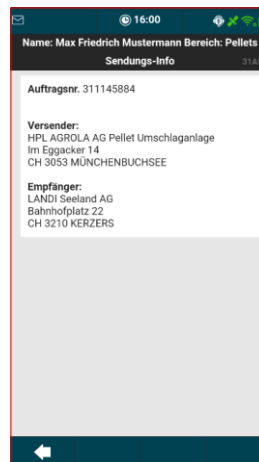 16:00
Name: Max Friedrich Mustermann Bereich: Pellets
Sendungs-Info
Auftragsnr. 311145884
Versender:
HPL AGROLA AG Pellet Umschlaganlage
Im Eggacker 14
CH 3053 MÜNCHENBUCHSEE
Empfänger:
LANDI Seeland AG
Bahnhofplatz 22
CH 3210 KERZERS